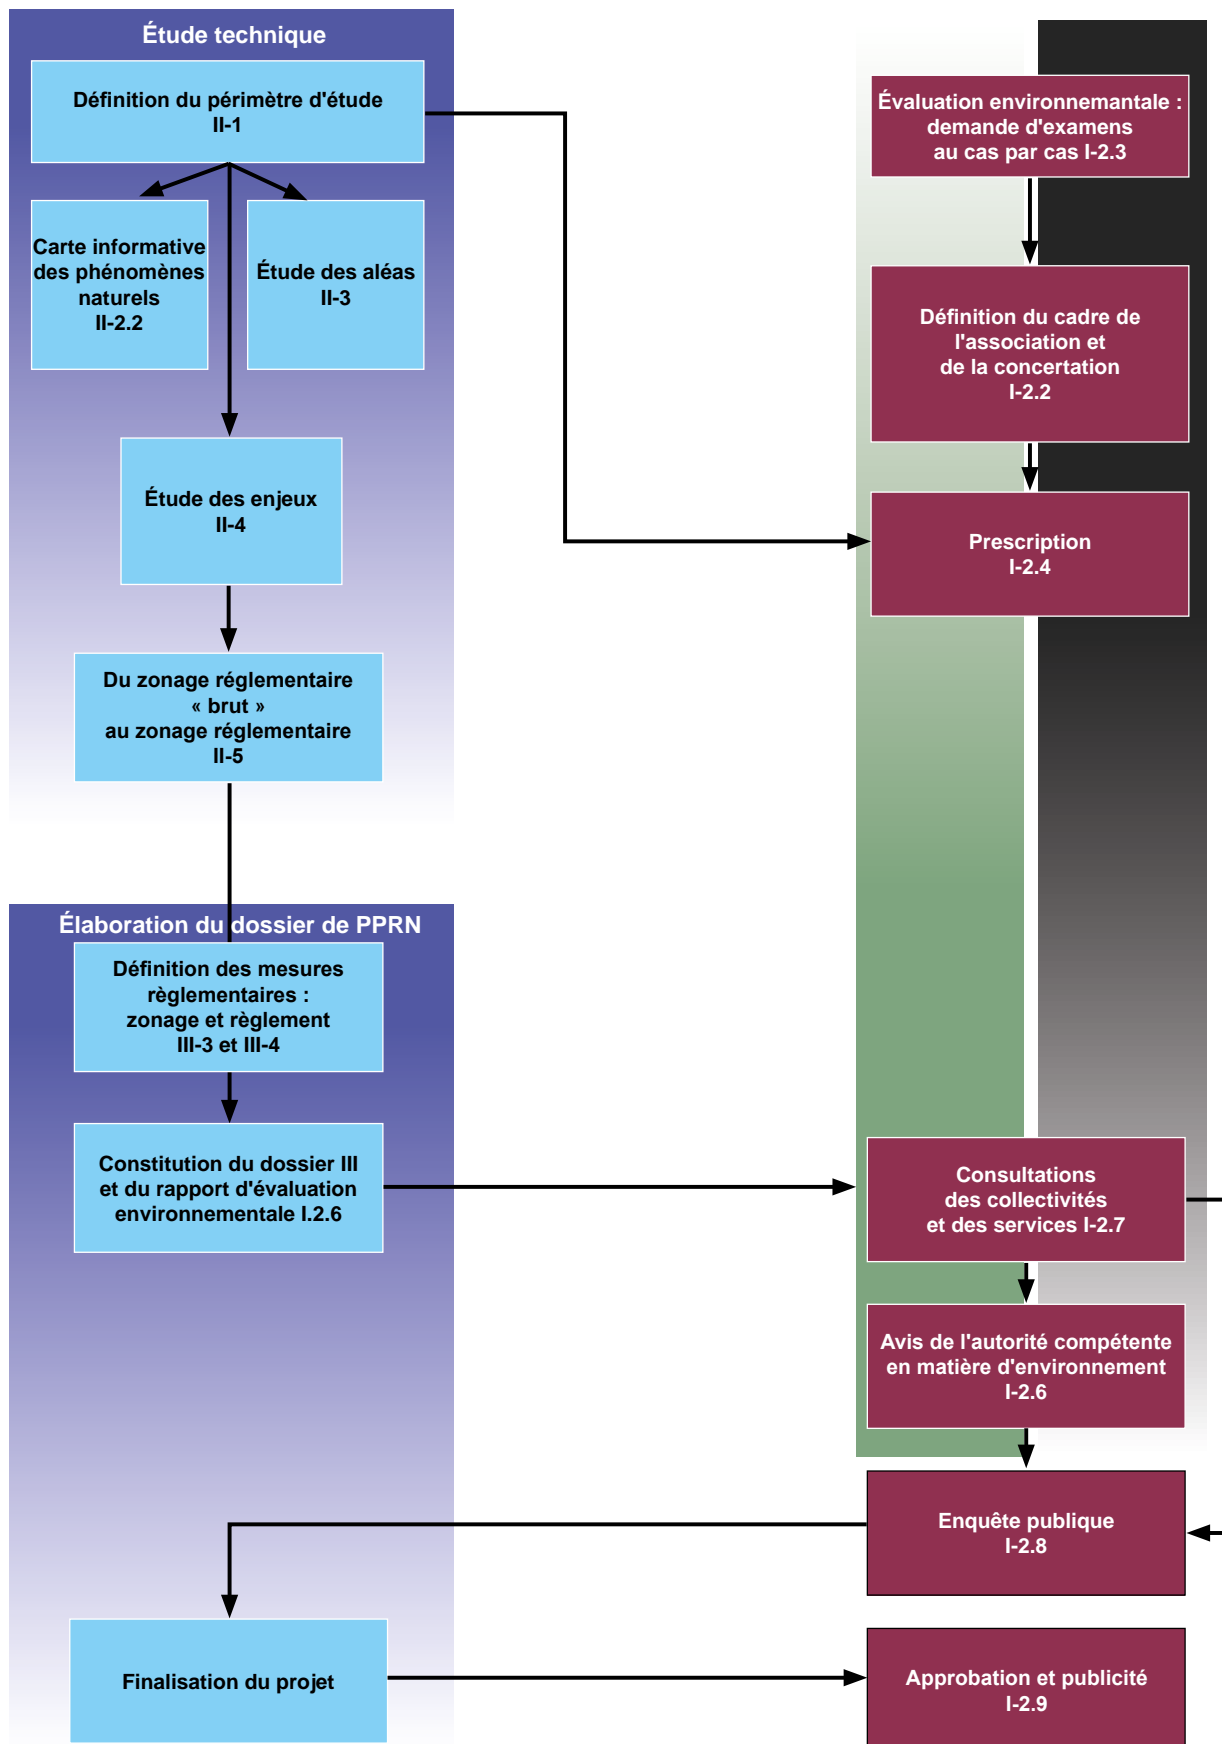 Étude technique
Définition du périmètre d'étude
II-1
Carte informative
des phénomènes
naturels
II-2.2
Étude des aléas
II-3
Étude des enjeux
II-4
Du zonage réglementaire
« brut »
au zonage réglementaire
II-5
Élaboration du dossier de PPRN
Définition des mesures
règlementaires :
zonage et règlement
III-3 et III-4
Constitution du dossier III
et du rapport d'évaluation
environnementale I.2.6
Finalisation du projet
Évaluation environnemantale :
demande d'examens
au cas par cas I-2.3
Définition du cadre de
l'association et
de la concertation
I-2.2
Prescription
I-2.4
Consultations
des collectivités
et des services I-2.7
Avis de l'autorité compétente
en matière d'environnement
I-2.6
Enquête publique
I-2.8
Approbation et publicité
I-2.9